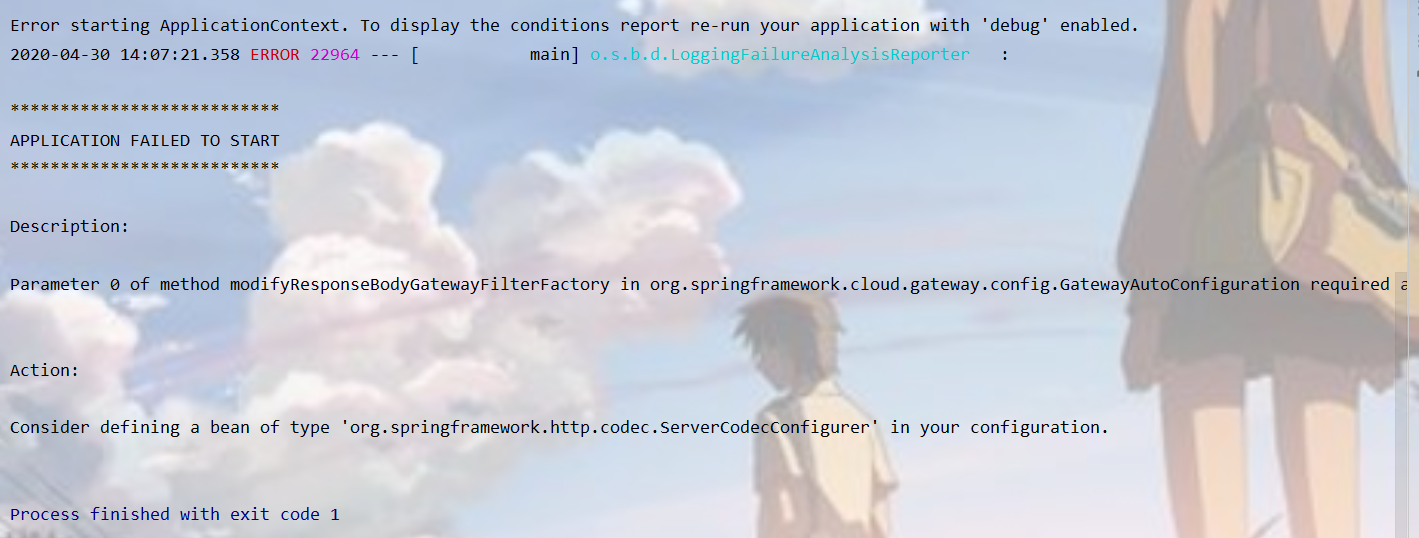 Error starting ApplicationContext. To display the conditions report re-run your application with 'debug' enabled.
2020-04-30 14:07:21.358 ERROR 22964 --- [           main] o.s.b.d.LoggingFailureAnalysisReporter   :
***************************
APPLICATION FAILED TO START
***************************
Description:
Parameter 0 of method modifyResponseBodyGatewayFilterFactory in org.springframework.cloud.gateway.config.GatewayAutoConfiguration required a
Action:
Consider defining a bean of type 'org.springframework.http.codec.ServerCodecConfigurer' in your configuration.
Process finished with exit code 1